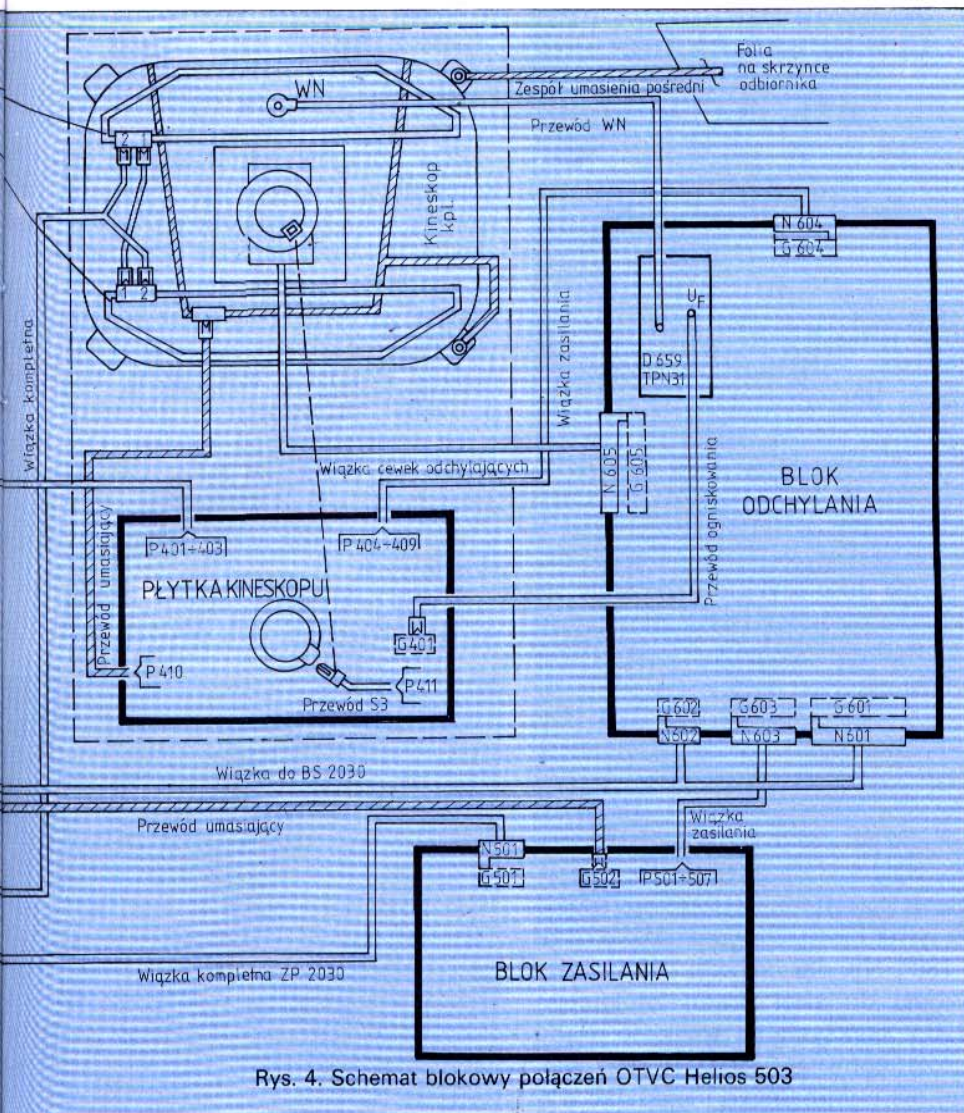 Folia
na skrzynce
odbiornika
WN
Zespół umasienia pośredni
Przewód WN
2 1
Kineskop
kpl.
N 604
G 604
1 2
U F
D 659
TPN31
Wiązka kompletna
Wiązka zasilania
Wiązka cewek odchylających
N 605
G 605
BLOK
ODCHYLANIA
Przewód ogniskowania
Przewód umasiający
P401÷403
P404÷409
PŁYTKA KINESKOPU
G401
P410
P411
Przewód S3
G602
G603
G601
N602
N603
N601
Wiązka do BS 2030
Przewód umasiający
Wiązka
zasilania
N501
G501
G502
P501÷507
Wiązka kompletna ZP 2030
BLOK ZASILANIA
Rys. 4. Schemat blokowy połączeń OTVC Helios 503